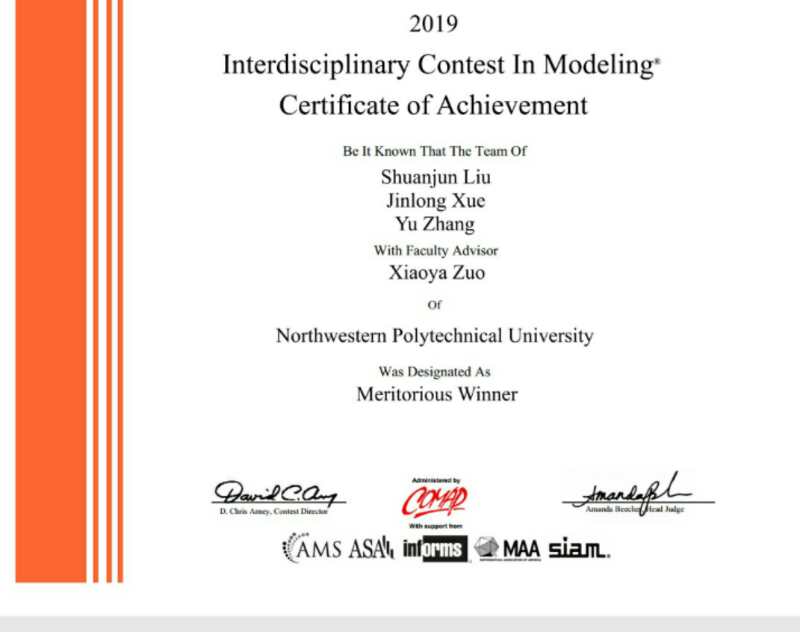 2019
Interdisciplinary Contest In Modeling®
Certificate of Achievement
Be It Known That The Team Of
Shuanjun Liu
Jinlong Xue
Yu Zhang
With Faculty Advisor
Xiaoya Zuo
Of
Northwestern Polytechnical University
Was Designated As
Meritorious Winner
David C. Arney
D. Chris Arney, Contest Director
Administered by
COMAP
With support from
Amanda Beecher, Head Judge
AMS ASA informs MAA siam.